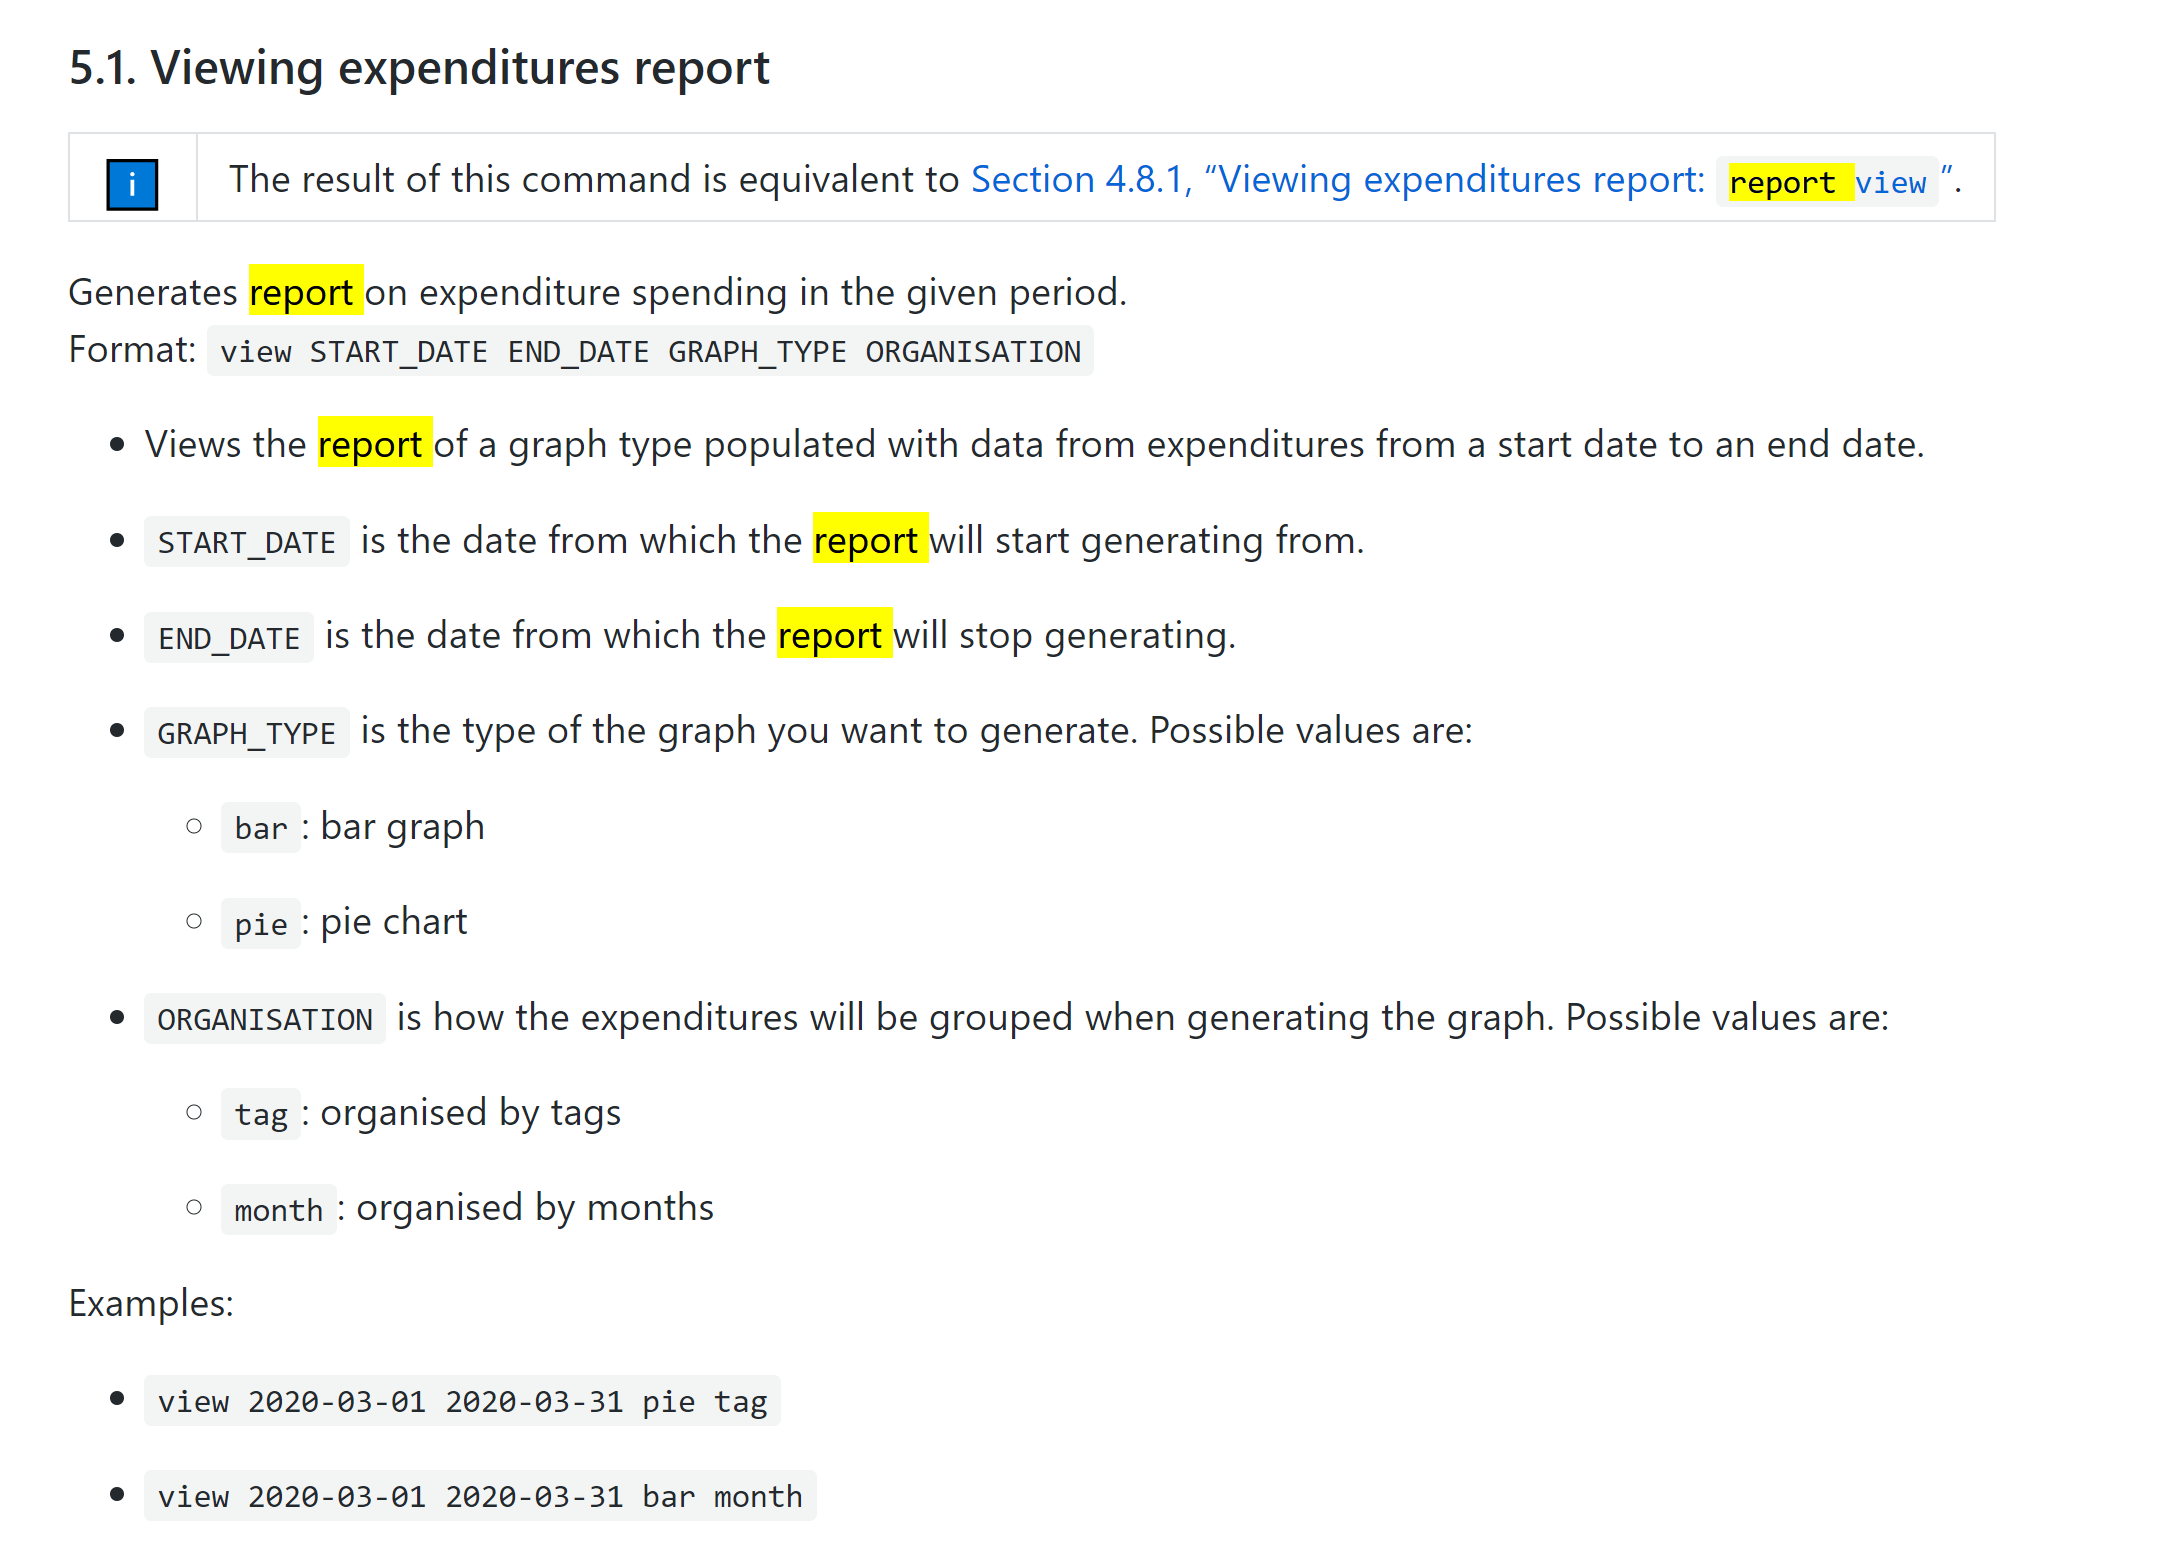 5.1. Viewing expenditures report
i
The result of this command is equivalent to Section 4.8.1, “Viewing expenditures report: report view”.
Generates report on expenditure spending in the given period.
Format: view START_DATE END_DATE GRAPH_TYPE ORGANISATION
• Views the report of a graph type populated with data from expenditures from a start date to an end date.
• START_DATE is the date from which the report will start generating from.
• END_DATE is the date from which the report will stop generating.
• GRAPH_TYPE is the type of the graph you want to generate. Possible values are:
○ bar: bar graph
○ pie: pie chart
• ORGANISATION is how the expenditures will be grouped when generating the graph. Possible values are:
○ tag: organised by tags
○ month: organised by months
Examples:
• view 2020-03-01 2020-03-31 pie tag
• view 2020-03-01 2020-03-31 bar month